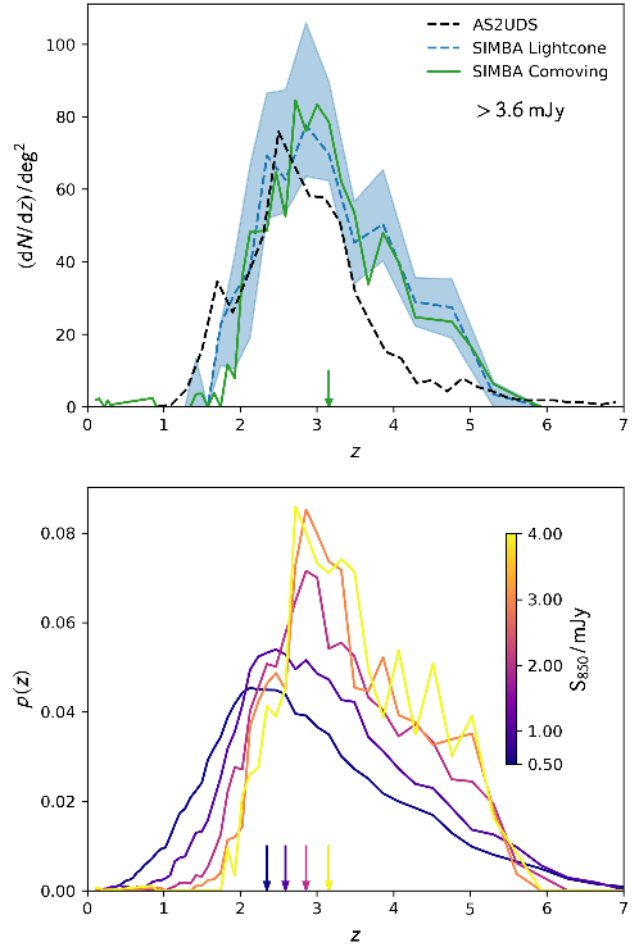 AS2UDS
SIMBA Lightcone
SIMBA Comoving
> 3.6 mJy
(dN/dz)/deg²
100
80
60
40
20
0
0 1 2 3 4 5 6 7
z
p(z)
0.08
0.06
0.04
0.02
0.00
4.00
3.00
2.00
1.00
0.50
S₈₅₀/mJy
0 1 2 3 4 5 6 7
z